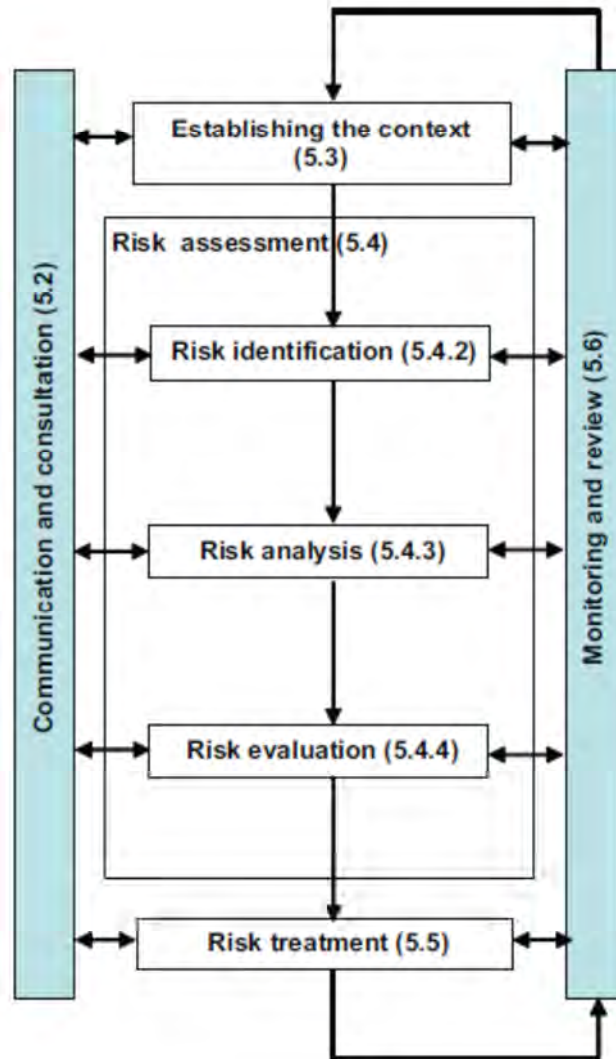 Establishing the context
(5.3)
Risk assessment (5.4)
Communication and consultation (5.2)
Risk identification (5.4.2)
Monitoring and review (5.6)
Risk analysis (5.4.3)
Risk evaluation (5.4.4)
Risk treatment (5.5)